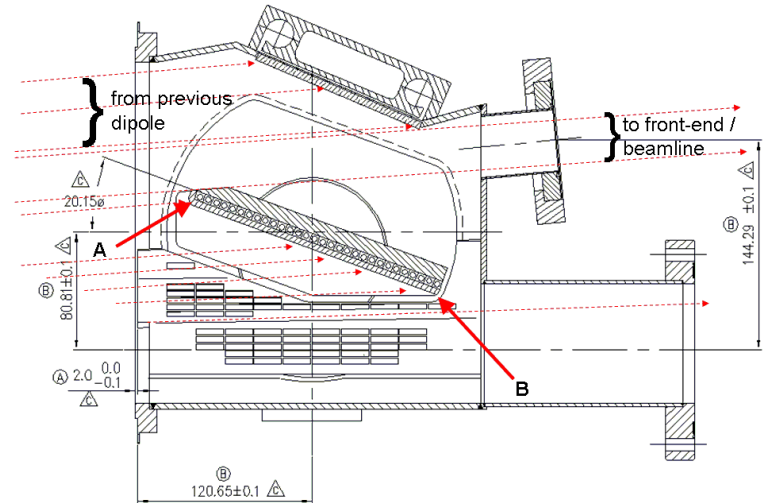 from previous
dipole
to front-end /
beamline
C
20.15ø
A
B
80.81±0.1 C
B
144.29 ±0.1 C
A 2.0 0.0
-0.1
C
B
B
120.65±0.1 C